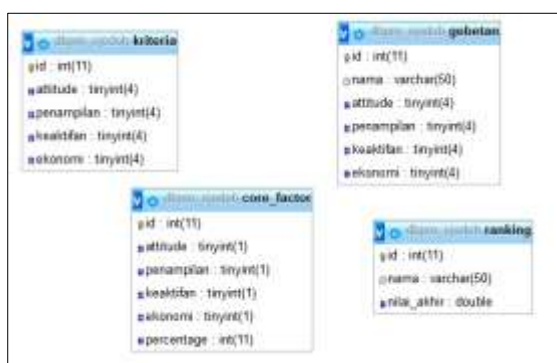 kriteria
id : int(11)
attitude : tinyint(4)
penampilan : tinyint(4)
keaktifan : tinyint(4)
ekonomi : tinyint(4)
gebetan
id : int(11)
nama : varchar(50)
attitude : tinyint(4)
penampilan : tinyint(4)
keaktifan : tinyint(4)
ekonomi : tinyint(4)
core_factor
id : int(11)
attitude : tinyint(1)
penampilan : tinyint(1)
keaktifan : tinyint(1)
ekonomi : tinyint(1)
percentage : int(11)
ranking
id : int(11)
nama : varchar(50)
nilai_akhir : double